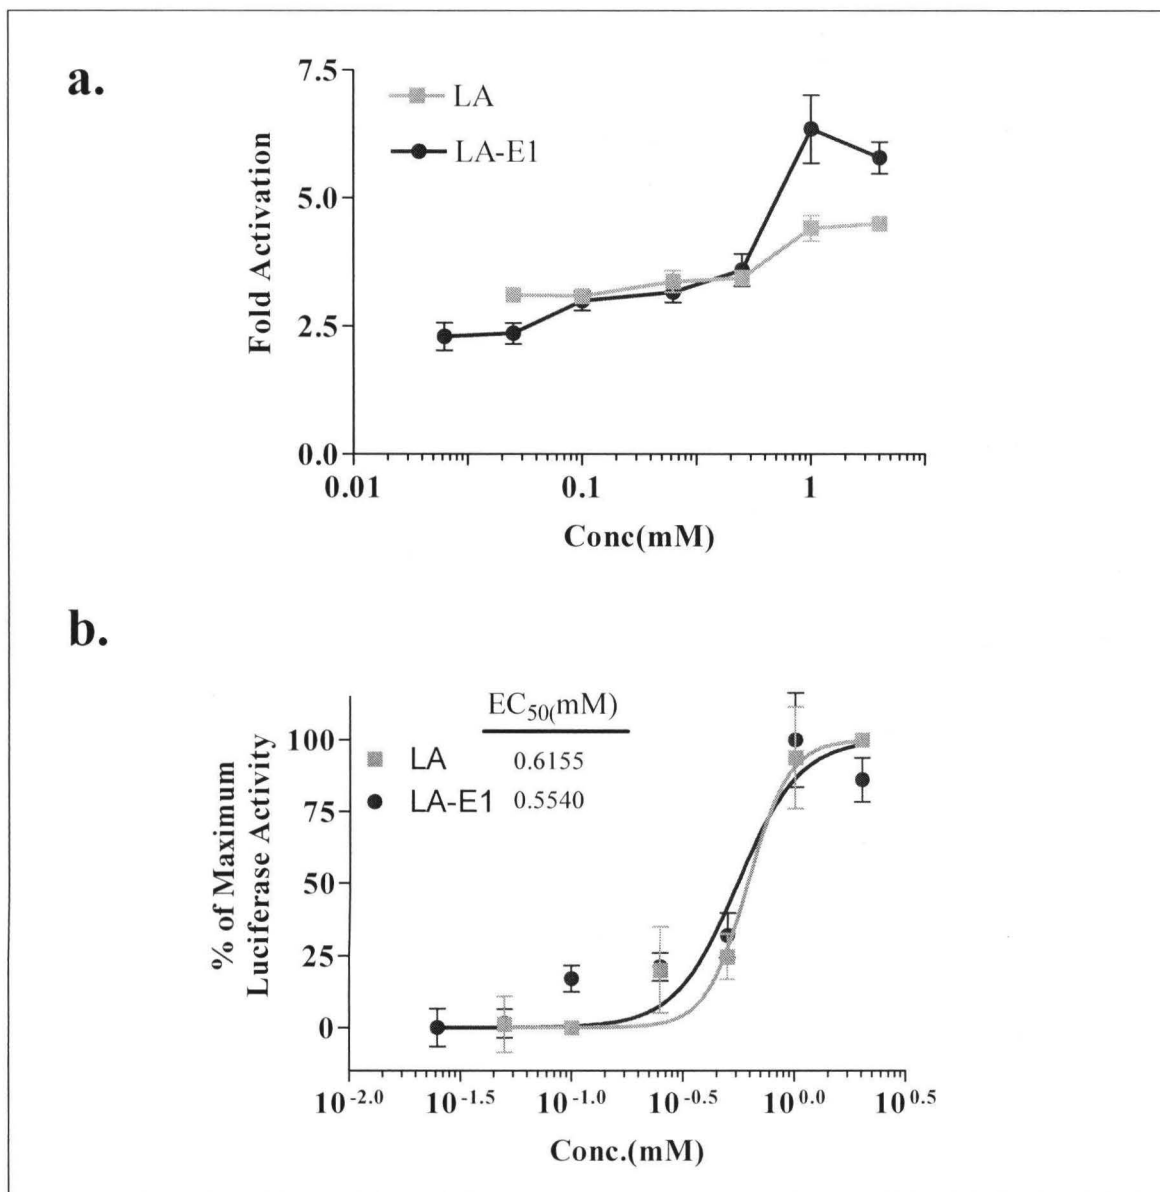 a.
7.5
5.0
2.5
0.0
Fold Activation
LA
LA-E1
0.01
0.1
1
Conc(mM)
b.
EC50(mM)
LA 0.6155
LA-E1 0.5540
100
75
50
25
0
% of Maximum
Luciferase Activity
10-2.0
10-1.5
10-1.0
10-0.5
100.0
100.5
Conc.(mM)